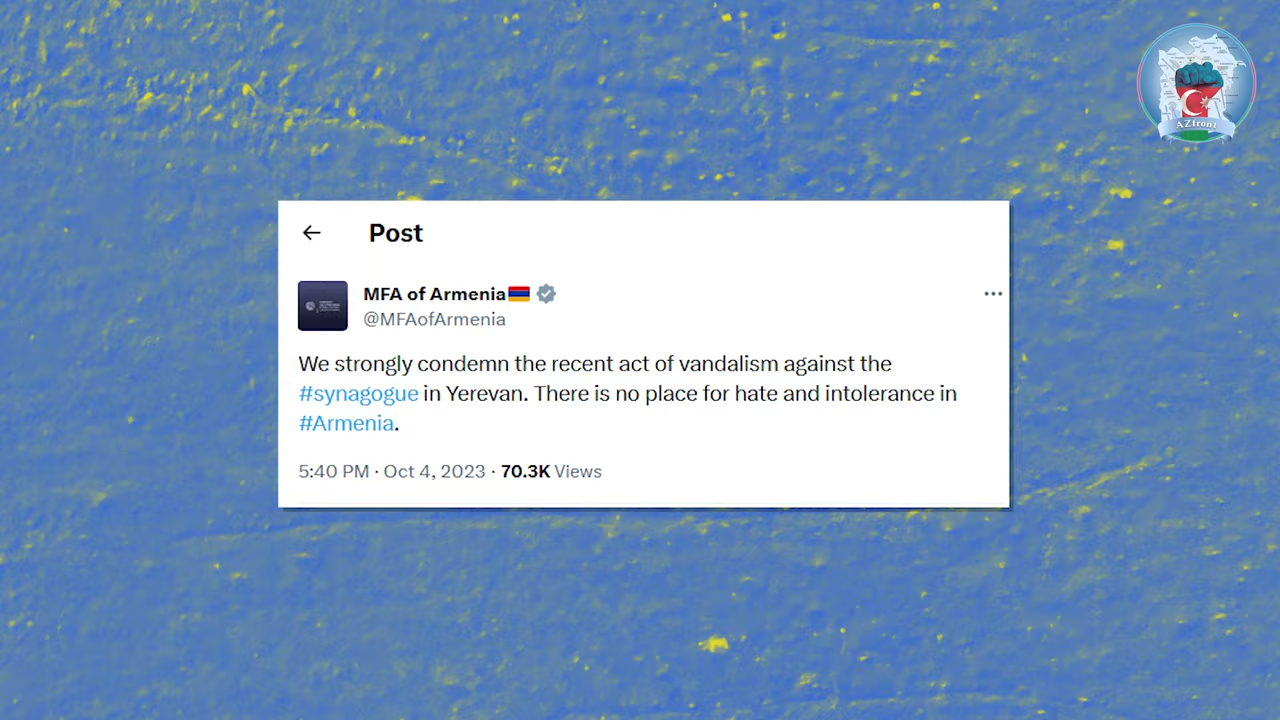 AZfront
Post
MFA of Armenia
@MFAofArmenia
We strongly condemn the recent act of vandalism against the
#synagogue in Yerevan. There is no place for hate and intolerance in
#Armenia.
5:40 PM · Oct 4, 2023 · 70.3K Views